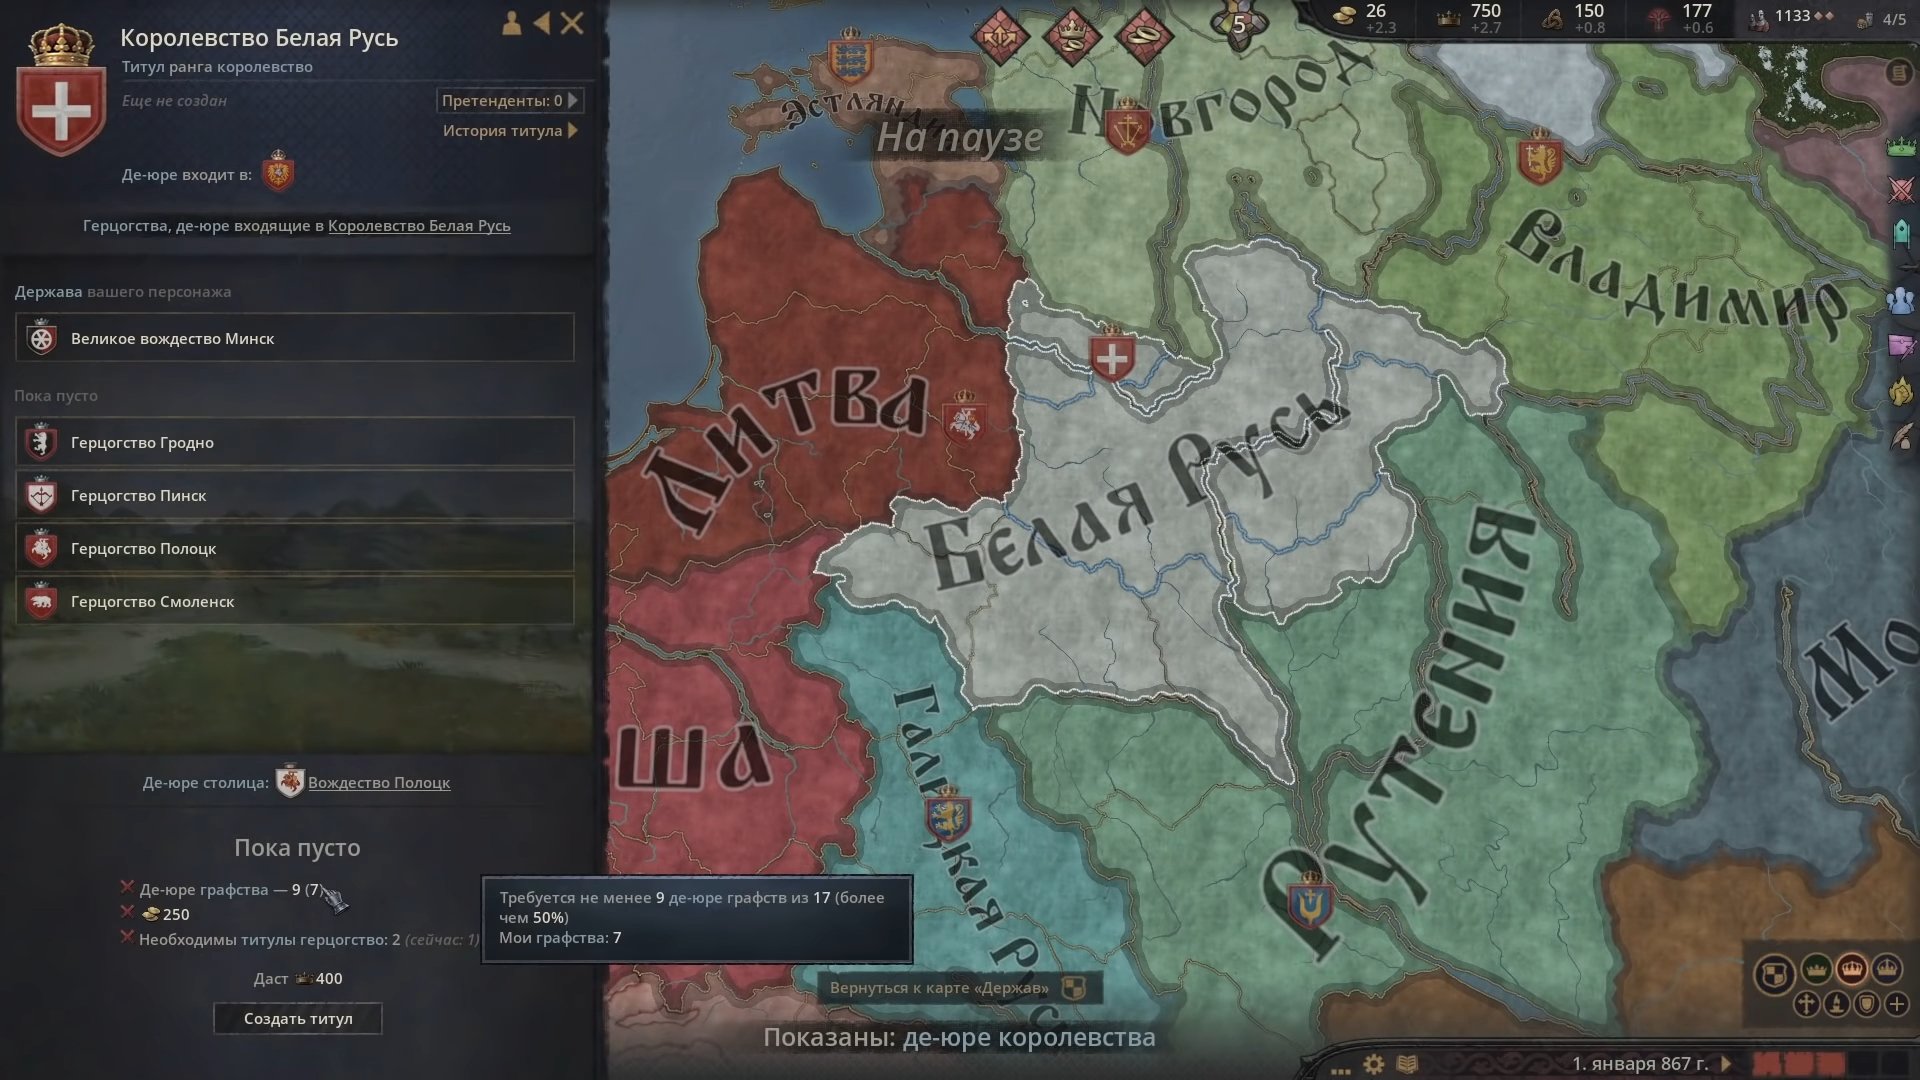 Королевство Белая Русь
Титул ранга королевство
Еще не создан
Претенденты: 0
История титула
Де-юре входит в:
Герцогства, де-юре входящие в Королевство Белая Русь
Держава вашего персонажа
Великое вождество Минск
Пока пусто
Герцогство Гродно
Герцогство Пинск
Герцогство Полоцк
Герцогство Смоленск
Де-юре столица: Вождество Полоцк
Пока пусто
Де-юре графства — 9 (7)
250
Необходимы титулы герцогство: 2 (сейчас: 1)
Даст 400
Создать титул
Требуется не менее 9 де-юре графств из 17 (более
чем 50%)
Мои графства: 7
5
26
+2.3
750
+2.7
150
+0.8
177
+0.6
1133
4/5
На паузе
Новгород
Владимир
Литва
Белая Русь
Рутения
Мо
ша
Вернуться к карте «Держав»
Показаны: де-юре королевства
1. января 867 г.